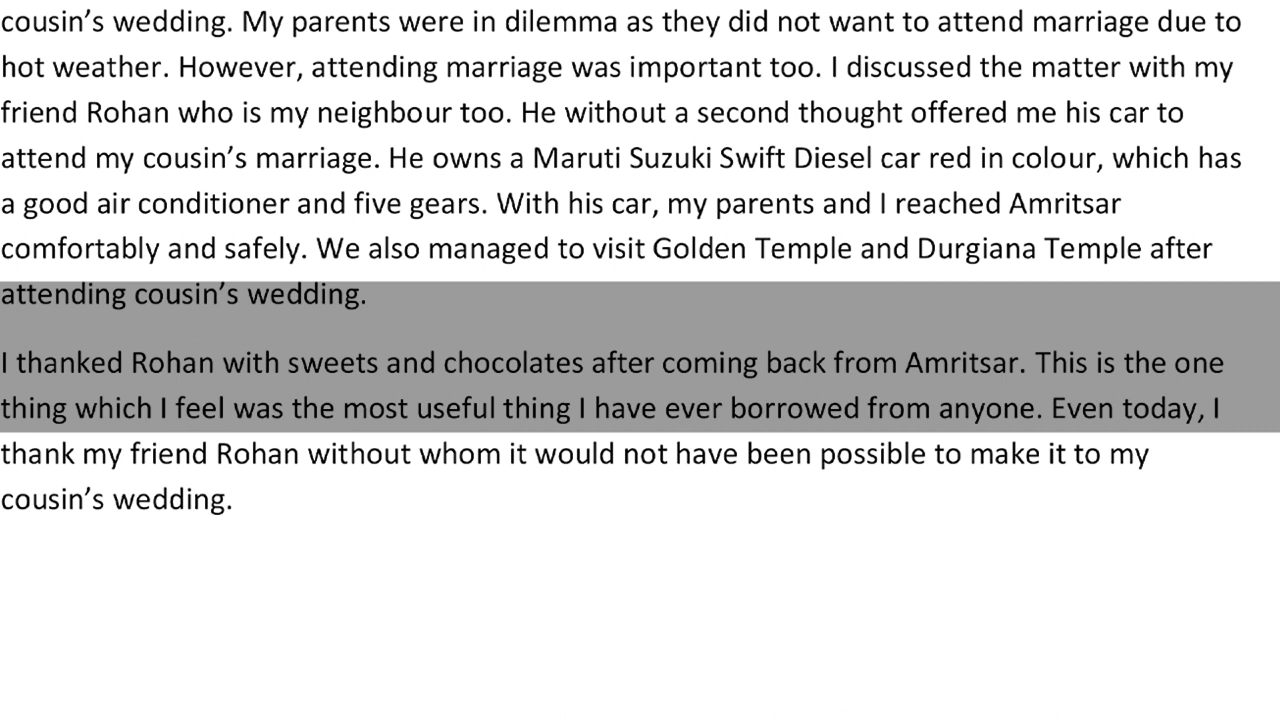 cousin’s wedding. My parents were in dilemma as they did not want to attend marriage due to
hot weather. However, attending marriage was important too. I discussed the matter with my
friend Rohan who is my neighbour too. He without a second thought offered me his car to
attend my cousin’s marriage. He owns a Maruti Suzuki Swift Diesel car red in colour, which has
a good air conditioner and five gears. With his car, my parents and I reached Amritsar
comfortably and safely. We also managed to visit Golden Temple and Durgiana Temple after
attending cousin’s wedding.
I thanked Rohan with sweets and chocolates after coming back from Amritsar. This is the one
thing which I feel was the most useful thing I have ever borrowed from anyone. Even today, I
thank my friend Rohan without whom it would not have been possible to make it to my
cousin’s wedding.